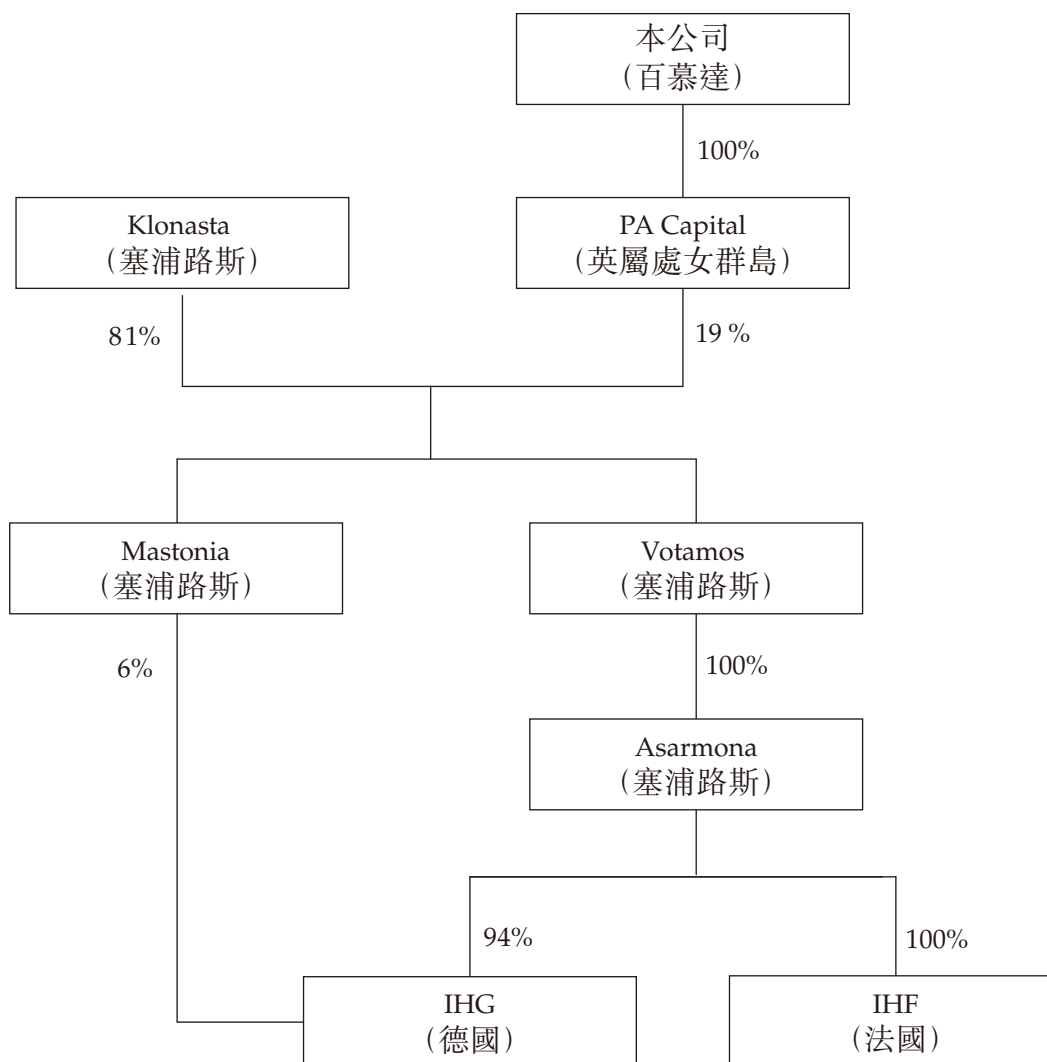 本公司
（百慕達）
100%
Klonasta
（塞浦路斯）
PA Capital
（英屬處女群島）
81%
19 %
Mastonia
（塞浦路斯）
Votamos
（塞浦路斯）
6%
100%
Asarmona
（塞浦路斯）
94%
100%
IHG
（德國）
IHF
（法國）